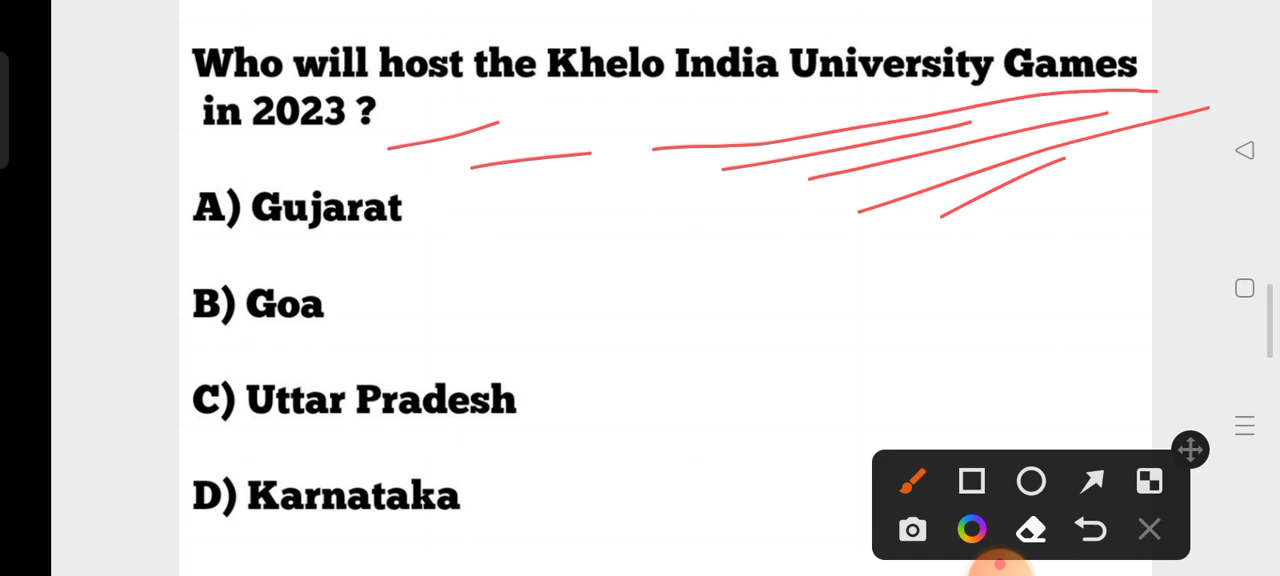 Who will host the Khelo India University Games
in 2023 ?
A) Gujarat
B) Goa
C) Uttar Pradesh
D) Karnataka